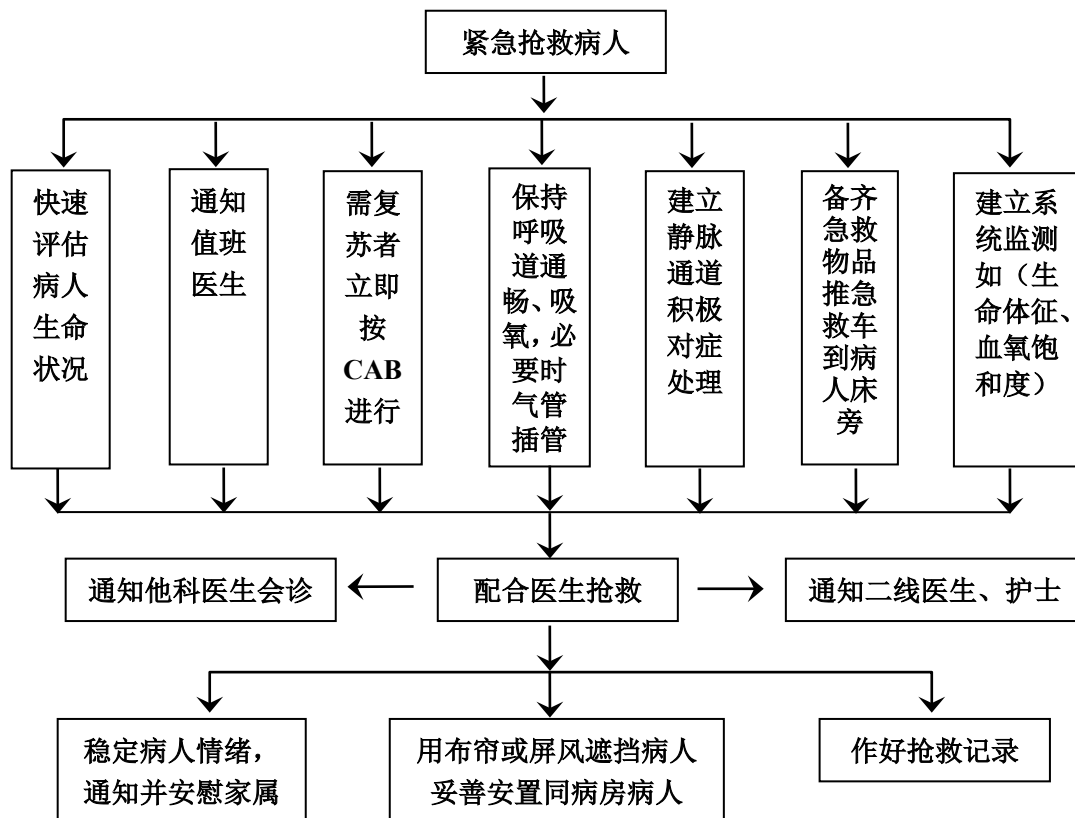 紧急抢救病人
快速
评估
病人
生命
状况
通知
值班
医生
需复
苏者
立即
按
CAB
进行
保持
呼吸
道通
畅、吸
氧，必
要时
气管
插管
建立
静脉
通道
积极
对症
处理
备齐
急救
物品
推急
救车
到病
人床
旁
建立系
统监测
如（生
命体征、
血氧饱
和度）
通知他科医生会诊
配合医生抢救
通知二线医生、护士
稳定病人情绪，
通知并安慰家属
用布帘或屏风遮挡病人
妥善安置同病房病人
作好抢救记录